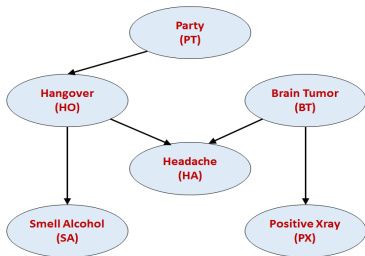 Party
(PT)
Hangover
(HO)
Brain Tumor
(BT)
Headache
(HA)
Smell Alcohol
(SA)
Positive Xray
(PX)